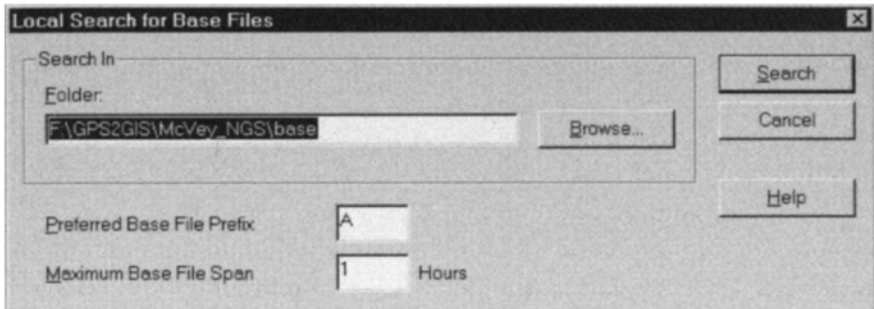 Local Search for Base Files
Search In
Folder:
F:\GPS2GIS\McVey_NGS\base
Browse...
Search
Cancel
Help
Preferred Base File Prefix
A
Maximum Base File Span
1
Hours